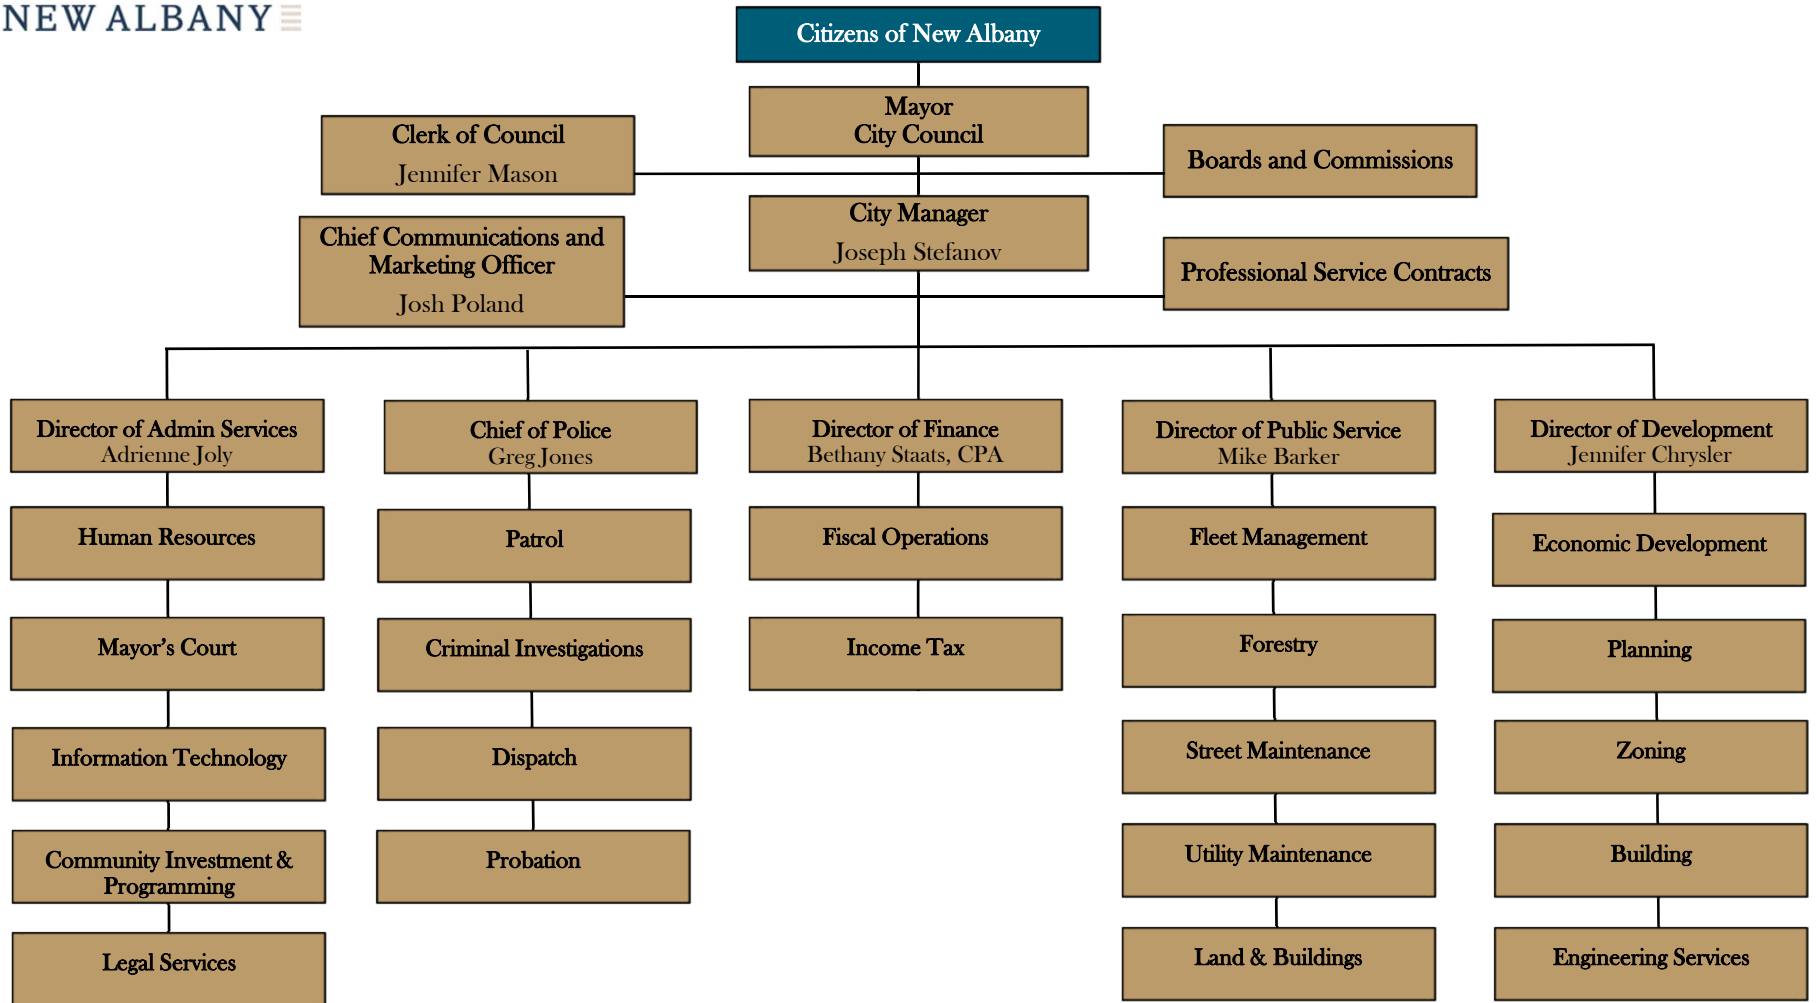 NEW ALBANY
Citizens of New Albany
Mayor
City Council
Clerk of Council
Jennifer Mason
Boards and Commissions
City Manager
Joseph Stefanov
Chief Communications and
Marketing Officer
Josh Poland
Professional Service Contracts
Director of Admin Services
Adrienne Joly
Human Resources
Mayor’s Court
Information Technology
Community Investment &
Programming
Legal Services
Chief of Police
Greg Jones
Patrol
Criminal Investigations
Dispatch
Probation
Director of Finance
Bethany Staats, CPA
Fiscal Operations
Income Tax
Director of Public Service
Mike Barker
Fleet Management
Forestry
Street Maintenance
Utility Maintenance
Land & Buildings
Director of Development
Jennifer Chrysler
Economic Development
Planning
Zoning
Building
Engineering Services